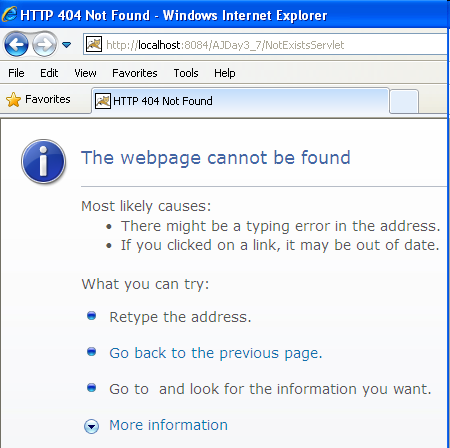 HTTP 404 Not Found - Windows Internet Explorer
http://localhost:8084/AJDay3_7/NotExistsServlet
File Edit View Favorites Tools Help
Favorites HTTP 404 Not Found
The webpage cannot be found
Most likely causes:
• There might be a typing error in the address.
• If you clicked on a link, it may be out of date.
What you can try:
Retype the address.
Go back to the previous page.
Go to and look for the information you want.
More information